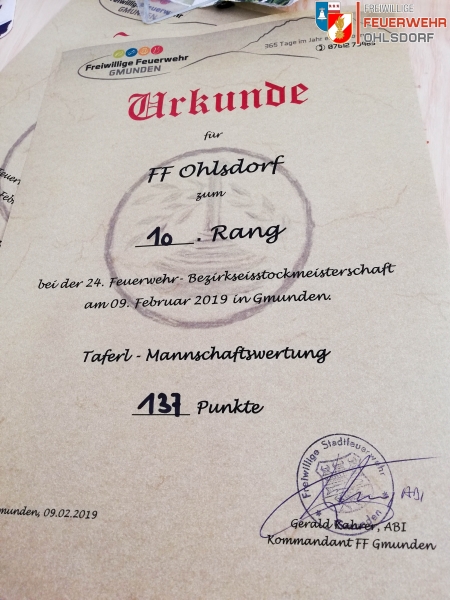 FREIWILLIGE
FEUERWEHR
OHLSDORF
365 Tage im Jahr
Freiwillige Feuerwehr
GMUNDEN
Urkunde
für
FF Ohlsdorf
zum
10. Rang
bei der 24. Feuerwehr- Bezirkseisstockmeisterschaft
am 09. Februar 2019 in Gmunden.
Taferl - Mannschaftswertung
137 Punkte
Freiwillige Stadtfeuerwehr
Gmunden
ABI
munden, 09.02.2019
Gerald Kahrer, ABI
Kommandant FF Gmunden